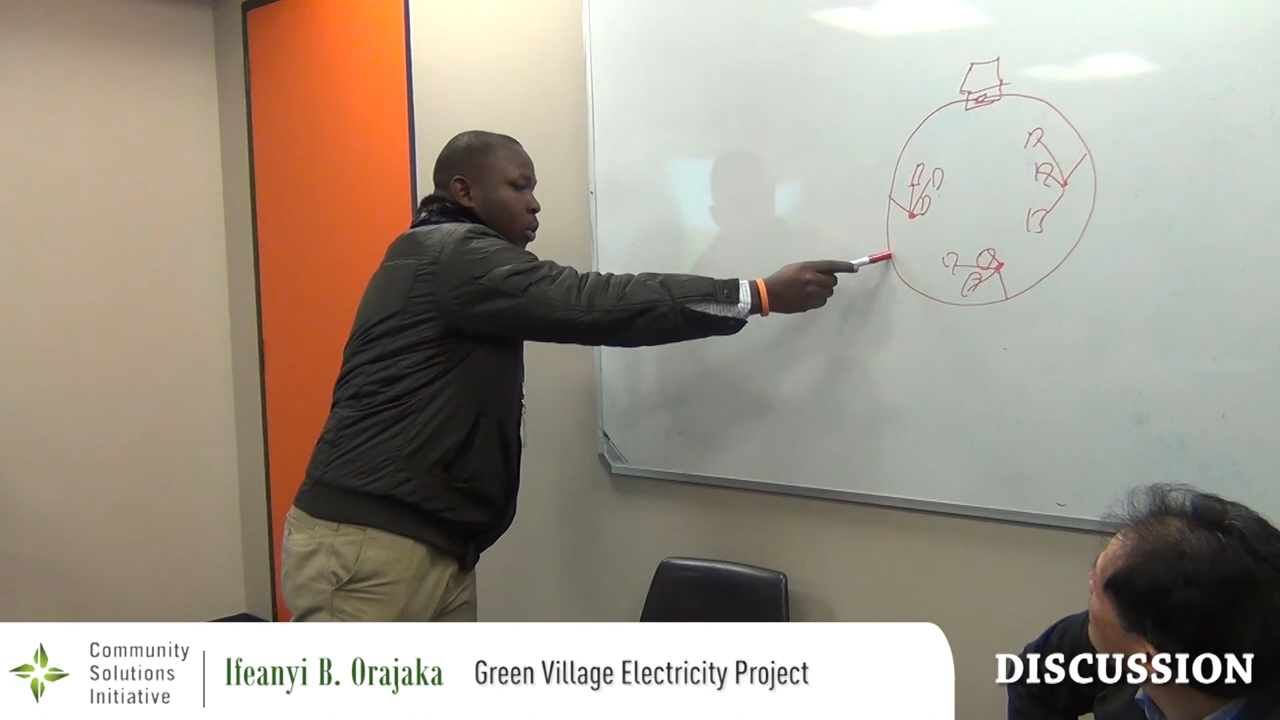 Community
Solutions
Initiative
Ifeanyi B. Orajaka
Green Village Electricity Project
DISCUSSION